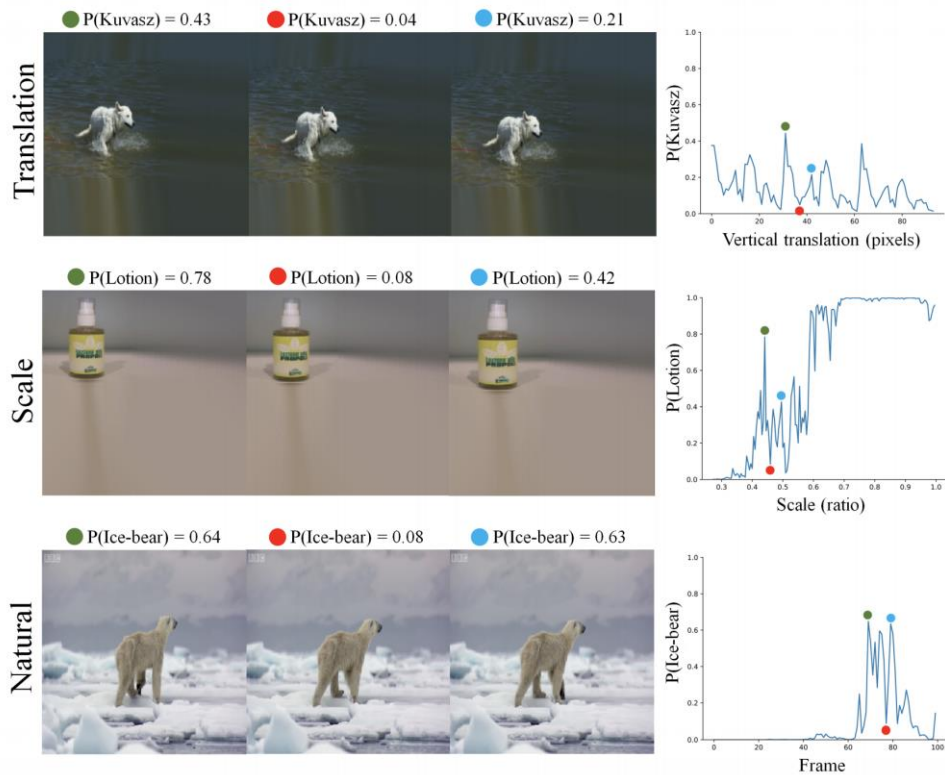 P(Kuvasz) = 0.43
P(Kuvasz) = 0.04
P(Kuvasz) = 0.21
Translation
P(Kuvasz)
1.0
0.8
0.6
0.4
0.2
0.0
0
20
40
60
80
Vertical translation (pixels)
P(Lotion) = 0.78
P(Lotion) = 0.08
P(Lotion) = 0.42
Scale
PROPOLI
P(Lotion)
1.0
0.8
0.6
0.4
0.2
0.0
0.3
0.4
0.5
0.6
0.7
0.8
0.9
1.0
Scale (ratio)
P(Ice-bear) = 0.64
P(Ice-bear) = 0.08
P(Ice-bear) = 0.63
Natural
BBC
P(Ice-bear)
1.0
0.8
0.6
0.4
0.2
0.0
0
20
40
60
80
100
Frame